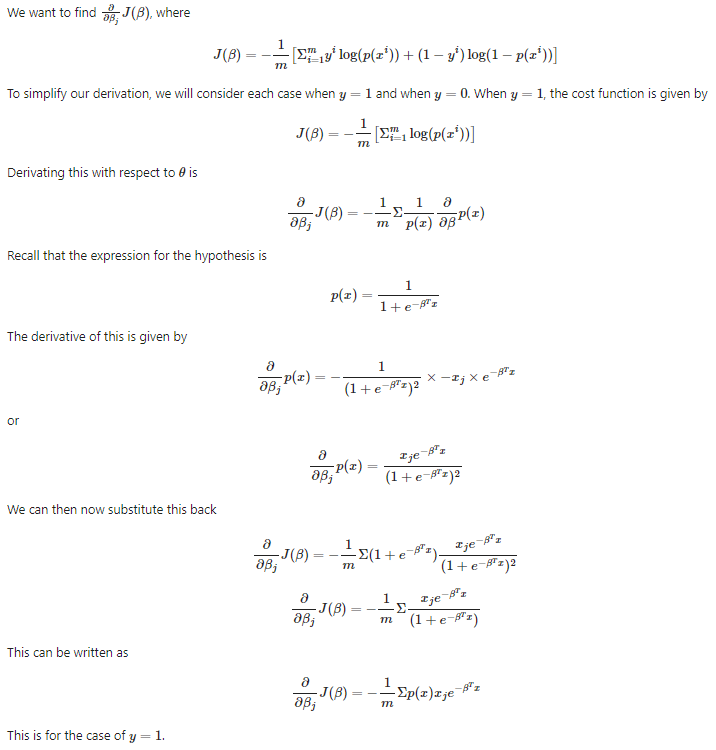 We want to find $\frac{\partial}{\partial \beta_j} J(\beta)$, where
$J(\beta) = -\frac{1}{m} [\Sigma_{i=1}^{m} y^i \log(p(x^i)) + (1 - y^i) \log(1 - p(x^i))]$
To simplify our derivation, we will consider each case when $y = 1$ and when $y = 0$. When $y = 1$, the cost function is given by
$J(\beta) = -\frac{1}{m} [\Sigma_{i=1}^{m} \log(p(x^i))]$
Derivating this with respect to $\boldsymbol{\theta}$ is
$\frac{\partial}{\partial \beta_j} J(\beta) = -\frac{1}{m} \Sigma \frac{1}{p(x)} \frac{\partial}{\partial \beta} p(x)$
Recall that the expression for the hypothesis is
$p(x) = \frac{1}{1 + e^{-\beta^T x}}$
The derivative of this is given by
$\frac{\partial}{\partial \beta_j} p(x) = -\frac{1}{(1 + e^{-\beta^T x})^2} \times -x_j \times e^{-\beta^T x}$
or
$\frac{\partial}{\partial \beta_j} p(x) = \frac{x_j e^{-\beta^T x}}{(1 + e^{-\beta^T x})^2}$
We can then now substitute this back
$\frac{\partial}{\partial \beta_j} J(\beta) = -\frac{1}{m} \Sigma (1 + e^{-\beta^T x}) \frac{x_j e^{-\beta^T x}}{(1 + e^{-\beta^T x})^2}$
$\frac{\partial}{\partial \beta_j} J(\beta) = -\frac{1}{m} \Sigma \frac{x_j e^{-\beta^T x}}{(1 + e^{-\beta^T x})}$
This can be written as
$\frac{\partial}{\partial \beta_j} J(\beta) = -\frac{1}{m} \Sigma p(x) x_j e^{-\beta^T x}$
This is for the case of $y = 1$.